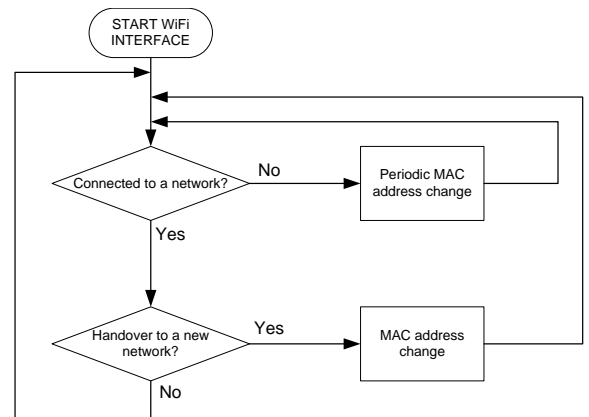 START WiFi
INTERFACE
Connected to a network?
No
Periodic MAC
address change
Yes
Handover to a new
network?
Yes
MAC address
change
No